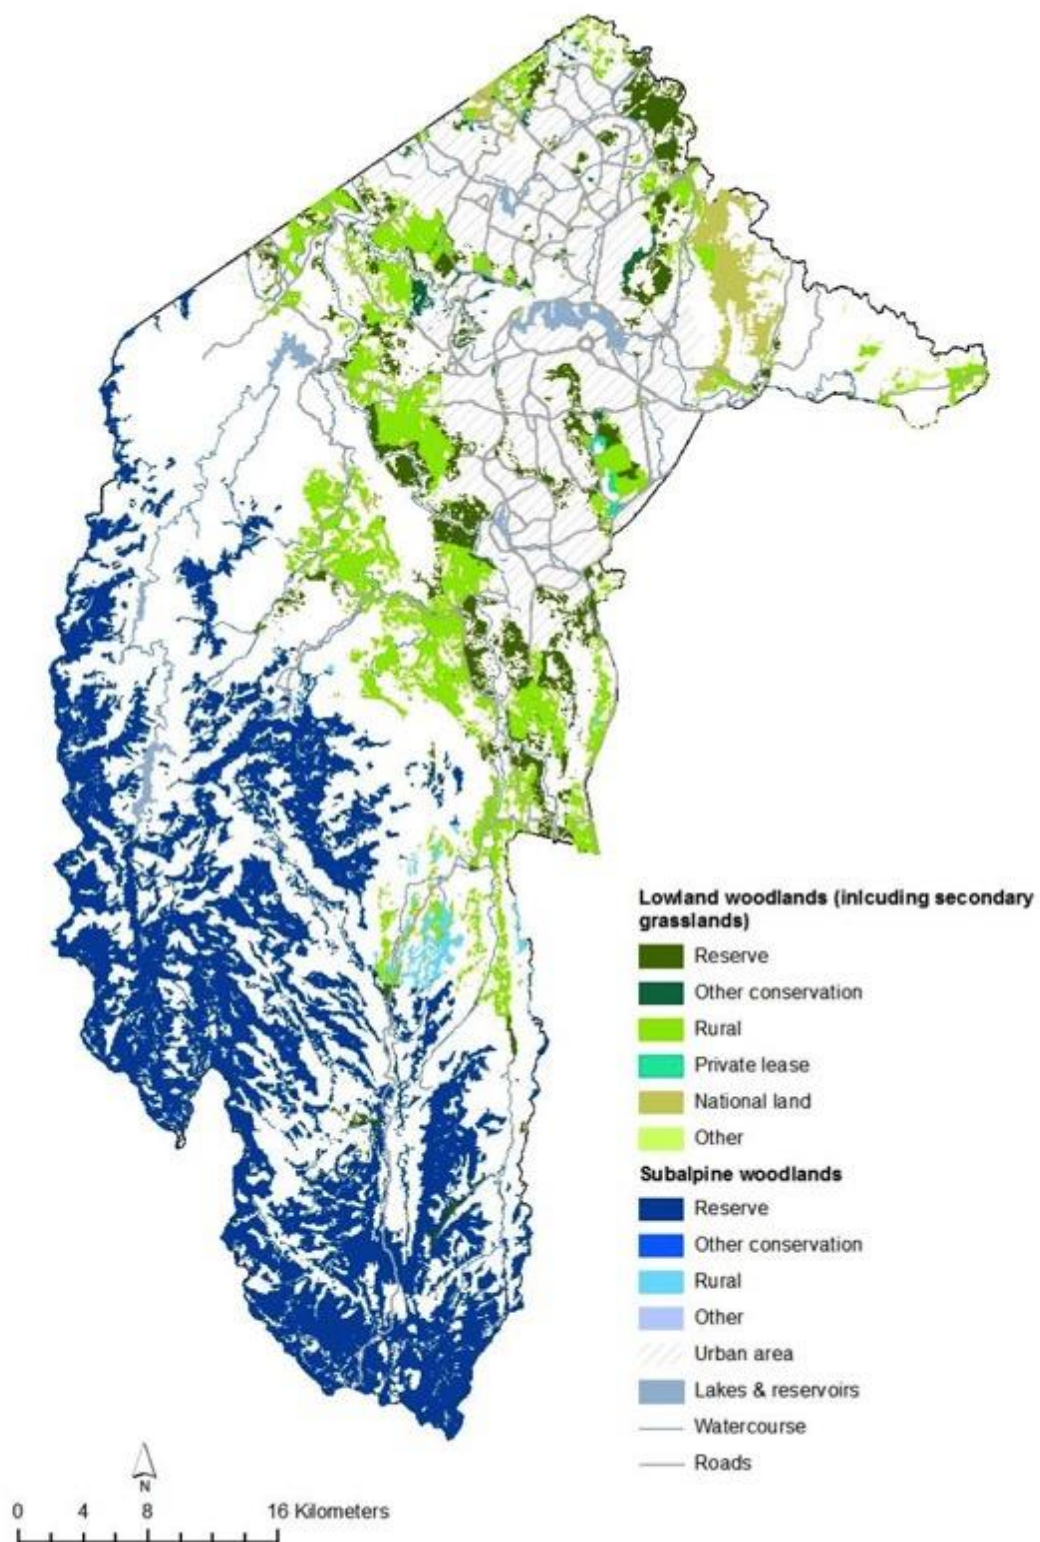 Lowland woodlands (inlcuding secondary
grasslands)
Reserve
Other conservation
Rural
Private lease
National land
Other
Subalpine woodlands
Reserve
Other conservation
Rural
Other
Urban area
Lakes & reservoirs
Watercourse
Roads
N
0 4 8 16 Kilometers